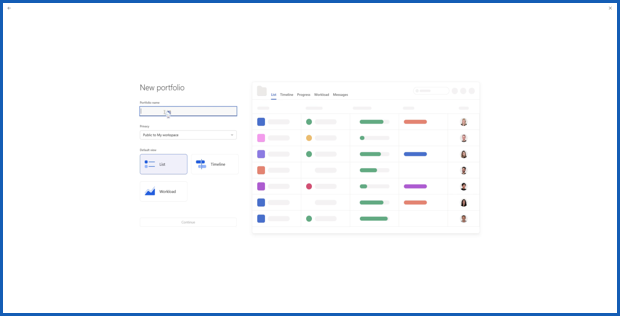 New portfolio
Portfolio name
Privacy
Public to My workspace
Default view
List
Timeline
Workload
Continue
List Timeline Progress Workload Messages